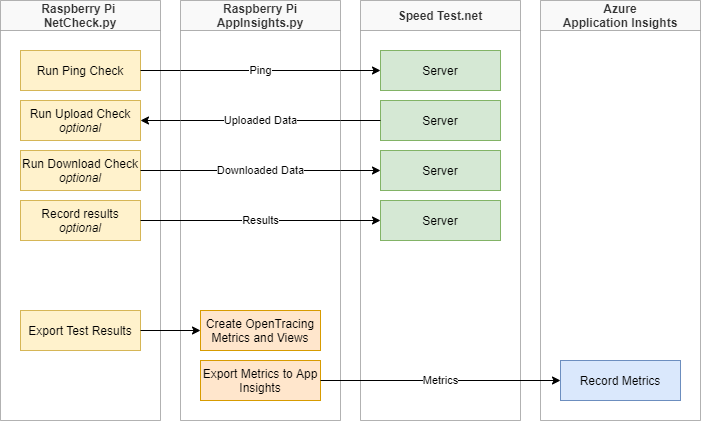 Raspberry Pi
NetCheck.py
Raspberry Pi
AppInsights.py
Speed Test.net
Azure
Application Insights
Run Ping Check
Ping
Server
Run Upload Check
optional
Uploaded Data
Server
Run Download Check
optional
Downloaded Data
Server
Record results
optional
Results
Server
Export Test Results
Create OpenTracing
Metrics and Views
Export Metrics to App
Insights
Metrics
Record Metrics